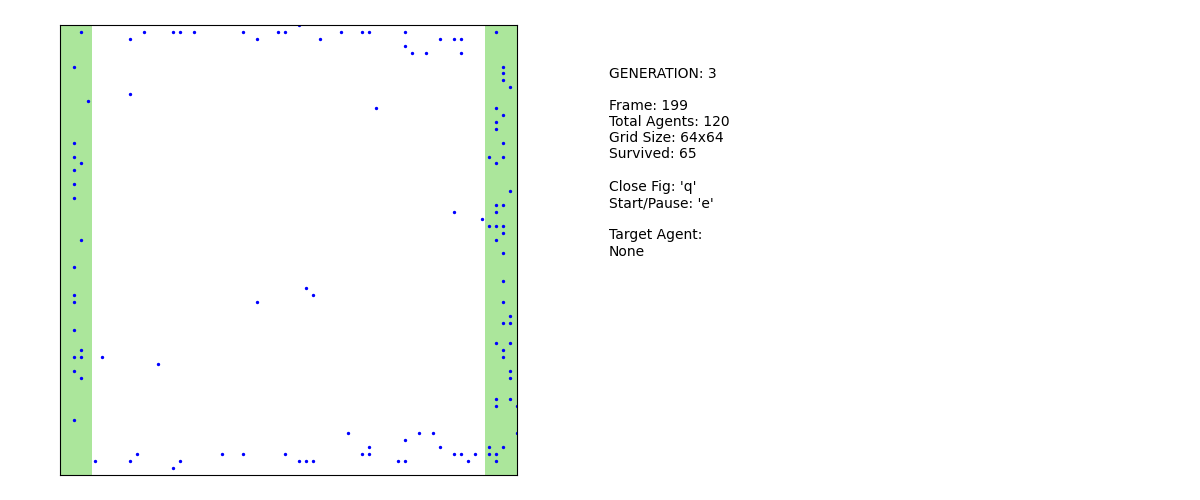 GENERATION: 3
Frame: 199
Total Agents: 120
Grid Size: 64x64
Survived: 65
Close Fig: 'q'
Start/Pause: 'e'
Target Agent:
None